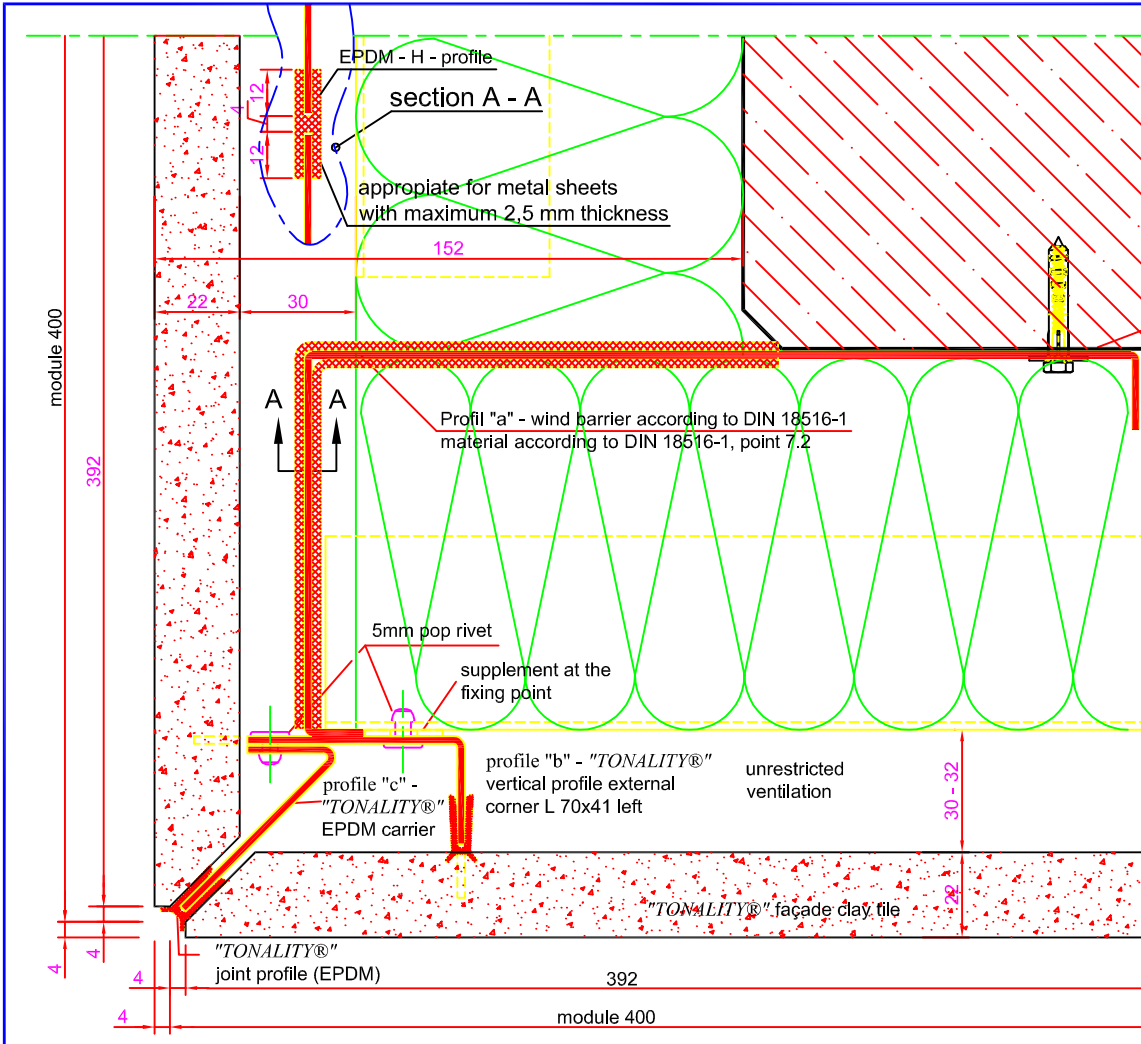 EPDM - H - profile
section A - A
12
4
12
appropiate for metal sheets
with maximum 2,5 mm thickness
152
22
30
module 400
392
A
A
Profil "a" - wind barrier according to DIN 18516-1
material according to DIN 18516-1, point 7.2
5mm pop rivet
supplement at the
fixing point
profile "b" - "TONALITY®"
vertical profile external
corner L 70x41 left
unrestricted
ventilation
30 - 32
profile "c" -
"TONALITY®"
EPDM carrier
22
"TONALITY®" façade clay tile
"TONALITY®"
joint profile (EPDM)
4
4
4
392
4
module 400